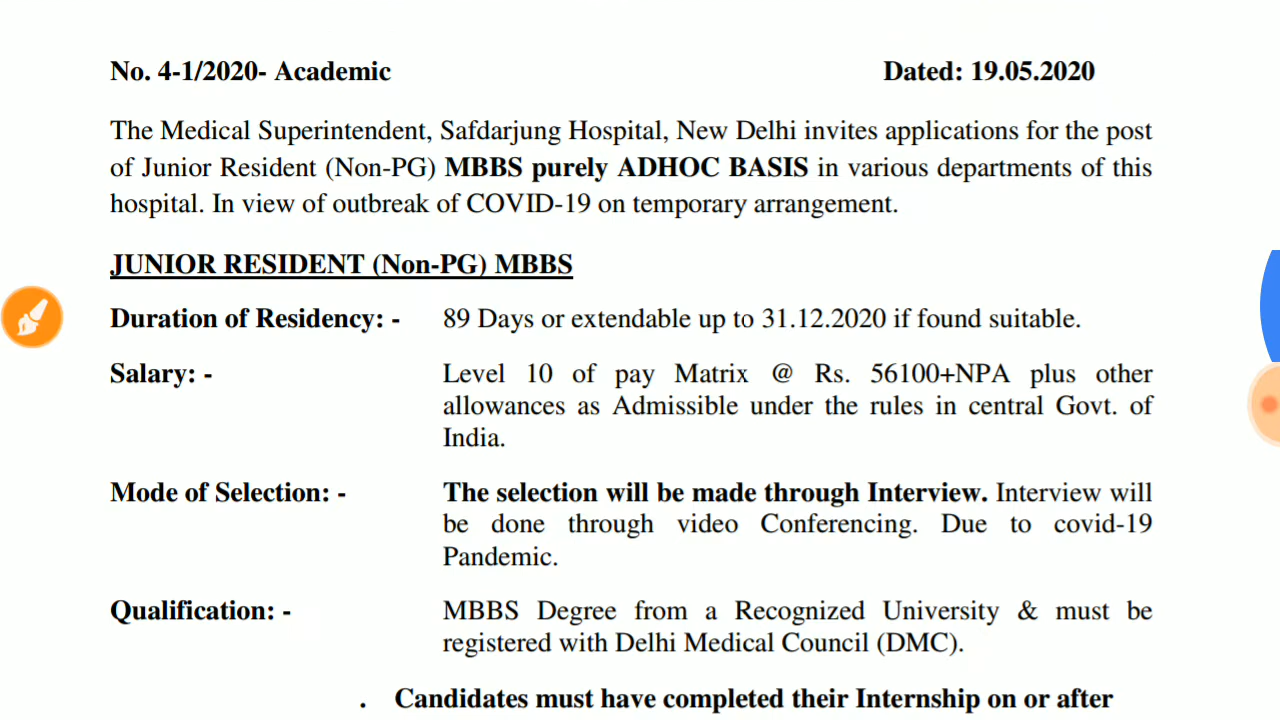 No. 4-1/2020- Academic Dated: 19.05.2020
The Medical Superintendent, Safdarjung Hospital, New Delhi invites applications for the post
of Junior Resident (Non-PG) MBBS purely ADHOC BASIS in various departments of this
hospital. In view of outbreak of COVID-19 on temporary arrangement.
JUNIOR RESIDENT (Non-PG) MBBS
Duration of Residency: - 89 Days or extendable up to 31.12.2020 if found suitable.
Salary: - Level 10 of pay Matrix @ Rs. 56100+NPA plus other
allowances as Admissible under the rules in central Govt. of
India.
Mode of Selection: - The selection will be made through Interview. Interview will
be done through video Conferencing. Due to covid-19
Pandemic.
Qualification: - MBBS Degree from a Recognized University & must be
registered with Delhi Medical Council (DMC).
. Candidates must have completed their Internship on or after